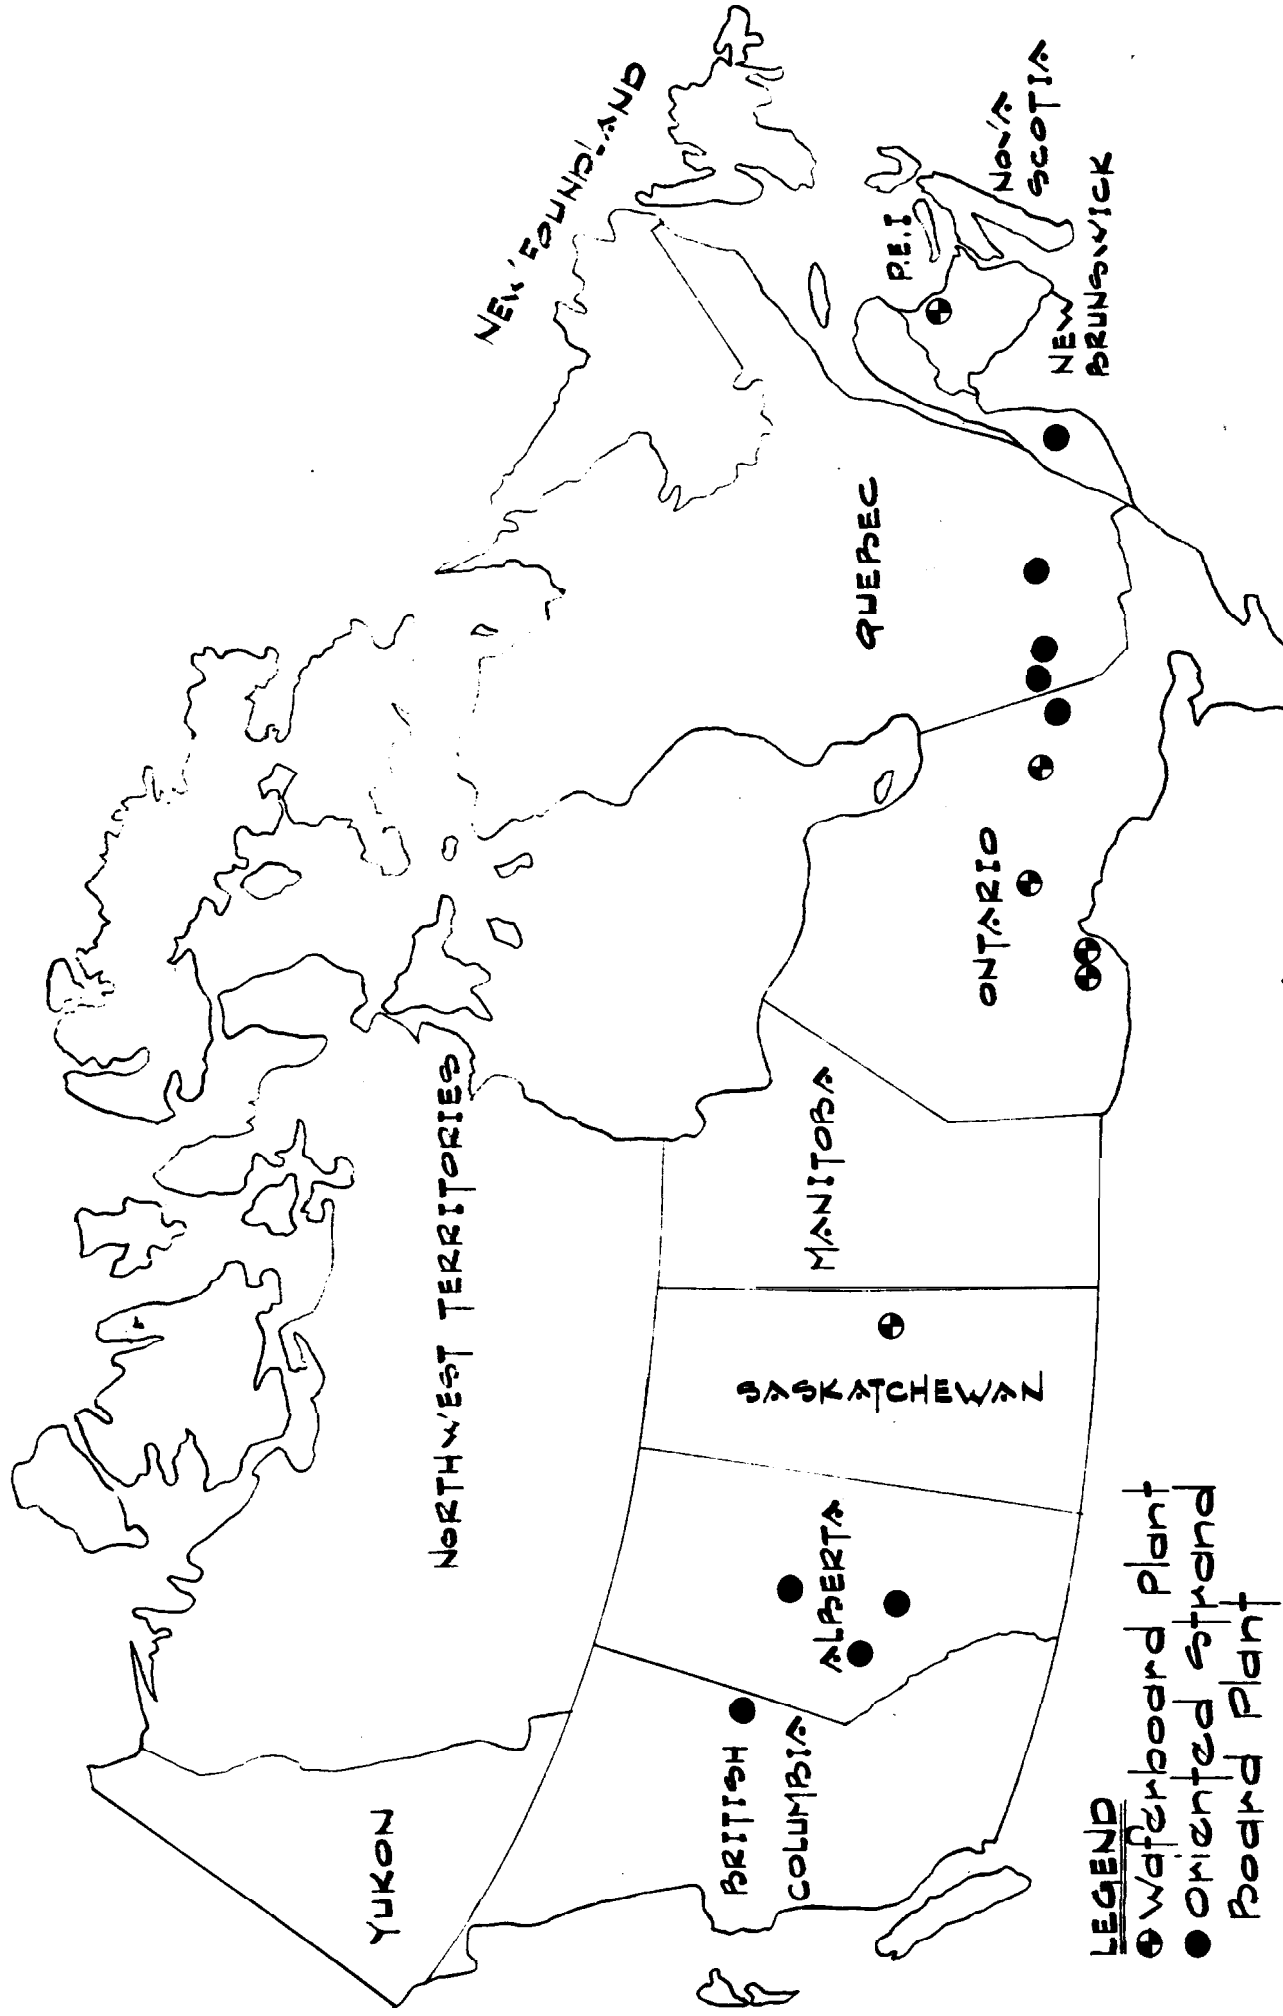 YUKON
NORTHWEST TERRITORIES
NEWFOUNDLAND
BRITISH
COLUMBIA
ALBERTA
SASKATCHEWAN
MANITOBA
ONTARIO
QUEBEC
P.E.I
NOVA
SCOTIA
NEW
BRUNSWICK
LEGEND
Waferboard Plant
Oriented Strand
Board Plant